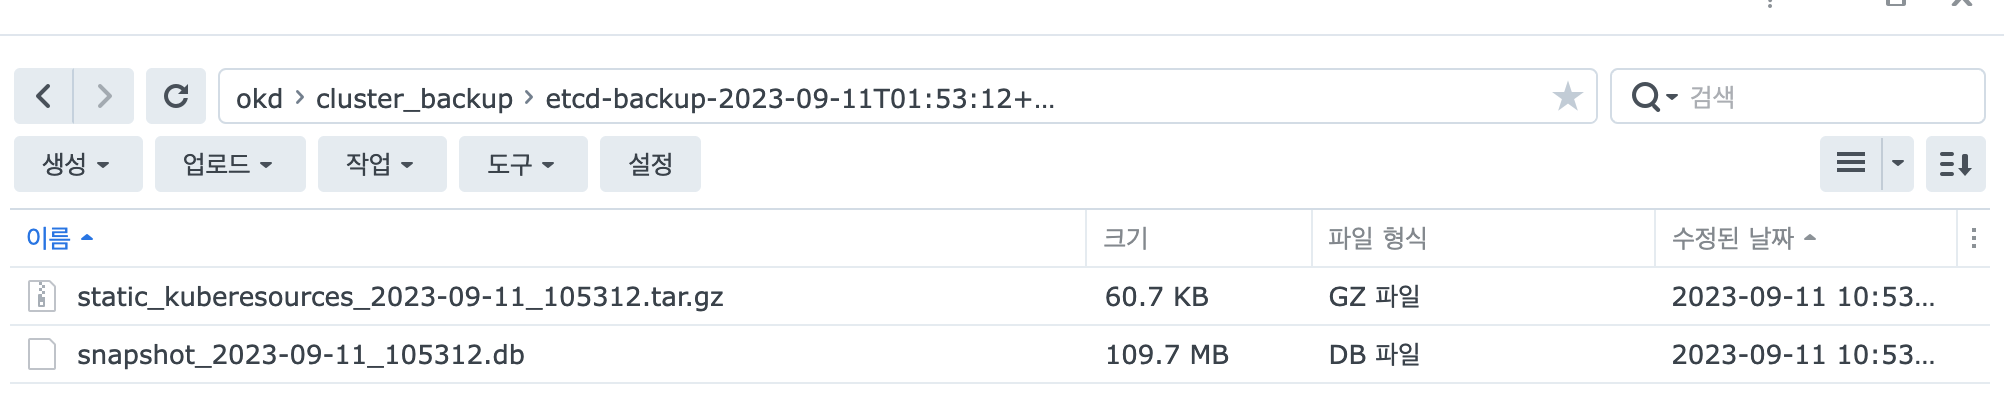 okd > cluster_backup > etcd-backup-2023-09-11T01:53:12+...
검색
생성 업로드 작업 도구 설정
이름 크기 파일 형식 수정된 날짜
static_kuberesources_2023-09-11_105312.tar.gz 60.7 KB GZ 파일 2023-09-11 10:53...
snapshot_2023-09-11_105312.db 109.7 MB DB 파일 2023-09-11 10:53...